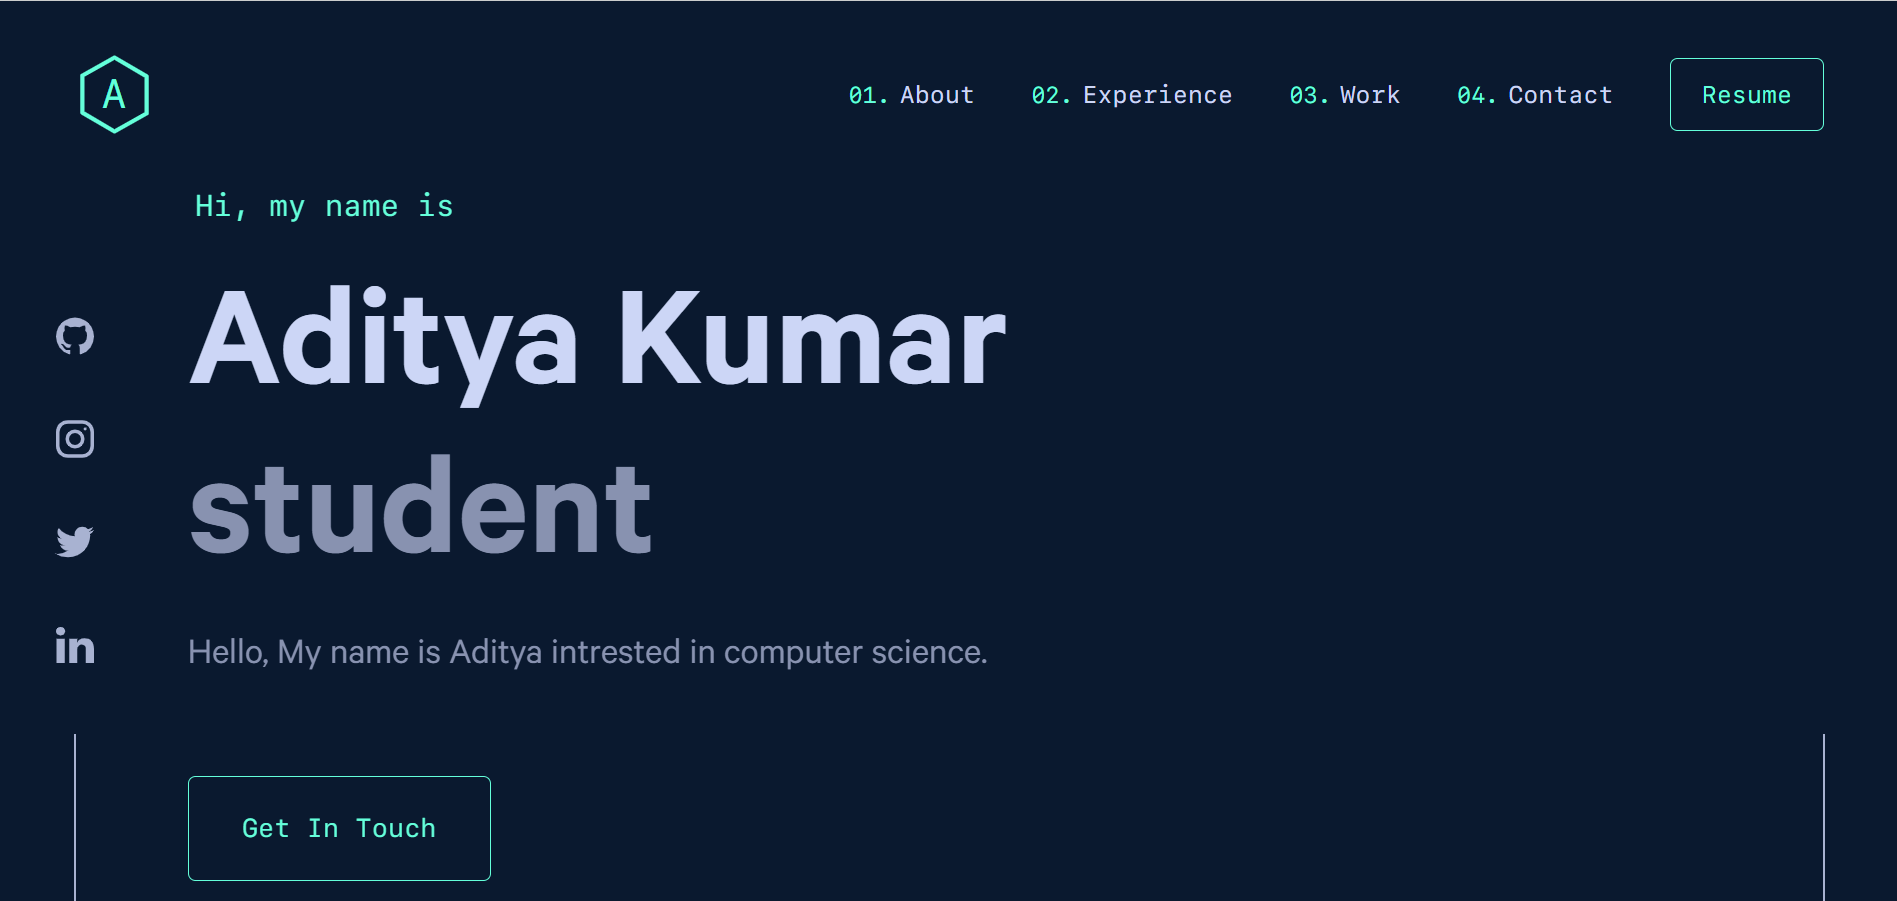 A
01. About 02. Experience 03. Work 04. Contact Resume
Hi, my name is
Aditya Kumar
student
in
Hello, My name is Aditya intrested in computer science.
Get In Touch